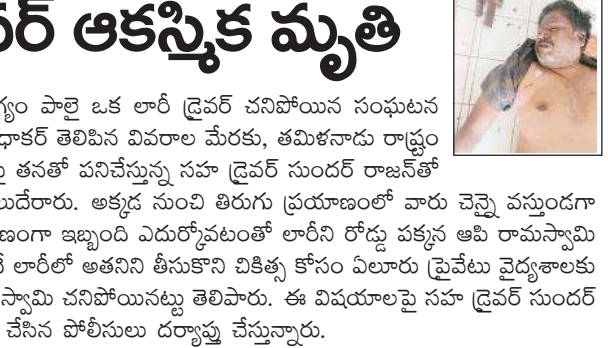 వర్ ఆకస్మిక మృతి
గ్యం పాలై ఒక లారీ డ్రైవర్ చనిపోయిన సంఘటన
ధాకర్ తెలిపిన వివరాల మేరకు, తమిళనాడు రాష్ట్రం
పై తనతో పనిచేస్తున్న సహ డ్రైవర్ సుందర్ రాజన్‌తో
లుదేరారు. అక్కడ నుంచి తిరుగు ప్రయాణంలో వారు చెన్నై వస్తుండగా
ణంగా ఇబ్బంది ఎదుర్కోవటంతో లారీని రోడ్డు పక్కన ఆపి రామస్వామి
లారీలో అతనిని తీసుకొని చికిత్స కోసం ఏలూరు ప్రైవేటు వైద్యశాలకు
స్వామి చనిపోయినట్టు తెలిపారు. ఈ విషయాలపై సహ డ్రైవర్ సుందర్
చేసిన పోలీసులు దర్యాప్తు చేస్తున్నారు.